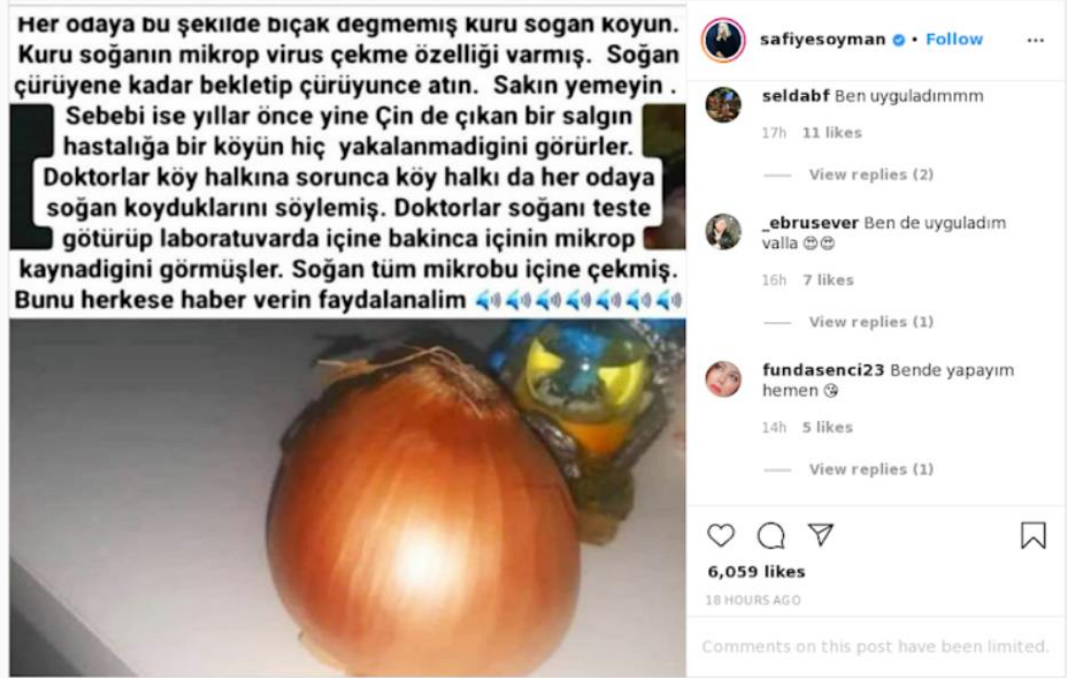 Her odaya bu şekilde bıçak degmemiş kuru sogan koyun.
Kuru soğanın mikrop virus çekme özelliği varmış. Soğan
çürüyene kadar bekletip çürüyunce atın. Sakın yemeyin .
Sebebi ise yıllar önce yine Çin de çıkan bir salgın
hastalığa bir köyün hiç yakalanmadigini görürler.
Doktorlar köy halkına sorunca köy halkı da her odaya
soğan koyduklarını söylemiş. Doktorlar soğanı teste
götürüp laboratuvarda içine bakinca içinin mikrop
kaynadigini görmüşler. Soğan tüm mikrobu içine çekmiş.
Bunu herkese haber verin faydalanalim 🔊🔊🔊🔊🔊🔊🔊
safiyesoyman • Follow ...
seldabf Ben uyguladımmm
17h 11 likes
View replies (2)
_ebrusever Ben de uyguladım
valla 😍😍
16h 7 likes
View replies (1)
fundasenci23 Bende yapayım
hemen 😘
14h 5 likes
View replies (1)
6,059 likes
18 HOURS AGO
Comments on this post have been limited.